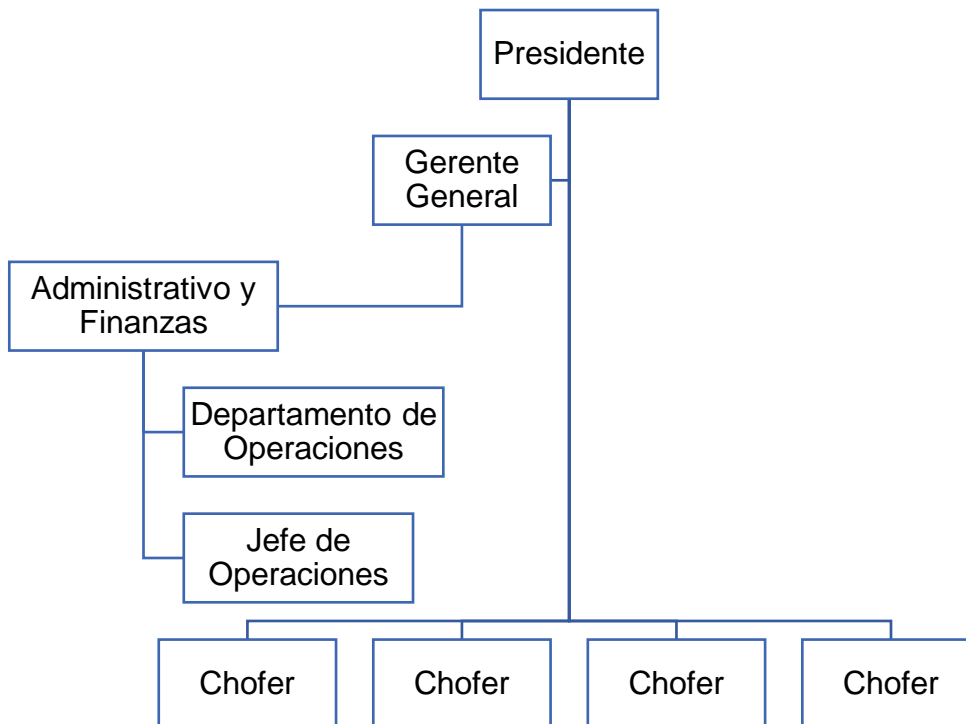 Presidente
Gerente
General
Administrativo y
Finanzas
Departamento de
Operaciones
Jefe de
Operaciones
Chofer
Chofer
Chofer
Chofer